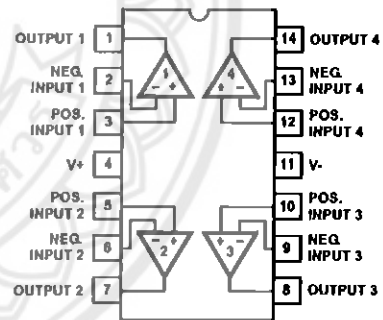 OUTPUT 1 1 14 OUTPUT 4
NEG. INPUT 1 2 13 NEG. INPUT 4
1 4
- + - +
POS. INPUT 1 3 12 POS. INPUT 4
V+ 4 11 V-
POS. INPUT 2 5 10 POS. INPUT 3
- + - +
2 3
NEG. INPUT 2 6 9 NEG. INPUT 3
OUTPUT 2 7 8 OUTPUT 3